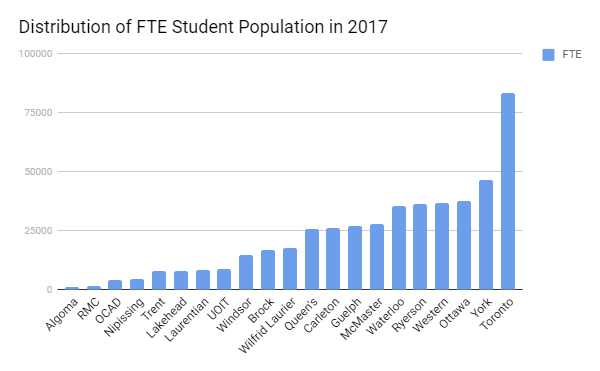 Distribution of FTE Student Population in 2017
FTE
100000
75000
50000
25000
0
Algoma
RMC
OCAD
Nipissing
Trent
Lakehead
Laurentian
UOIT
Windsor
Brock
Wilfrid Laurier
Queen's
Carleton
Guelph
McMaster
Waterloo
Ryerson
Western
Ottawa
York
Toronto